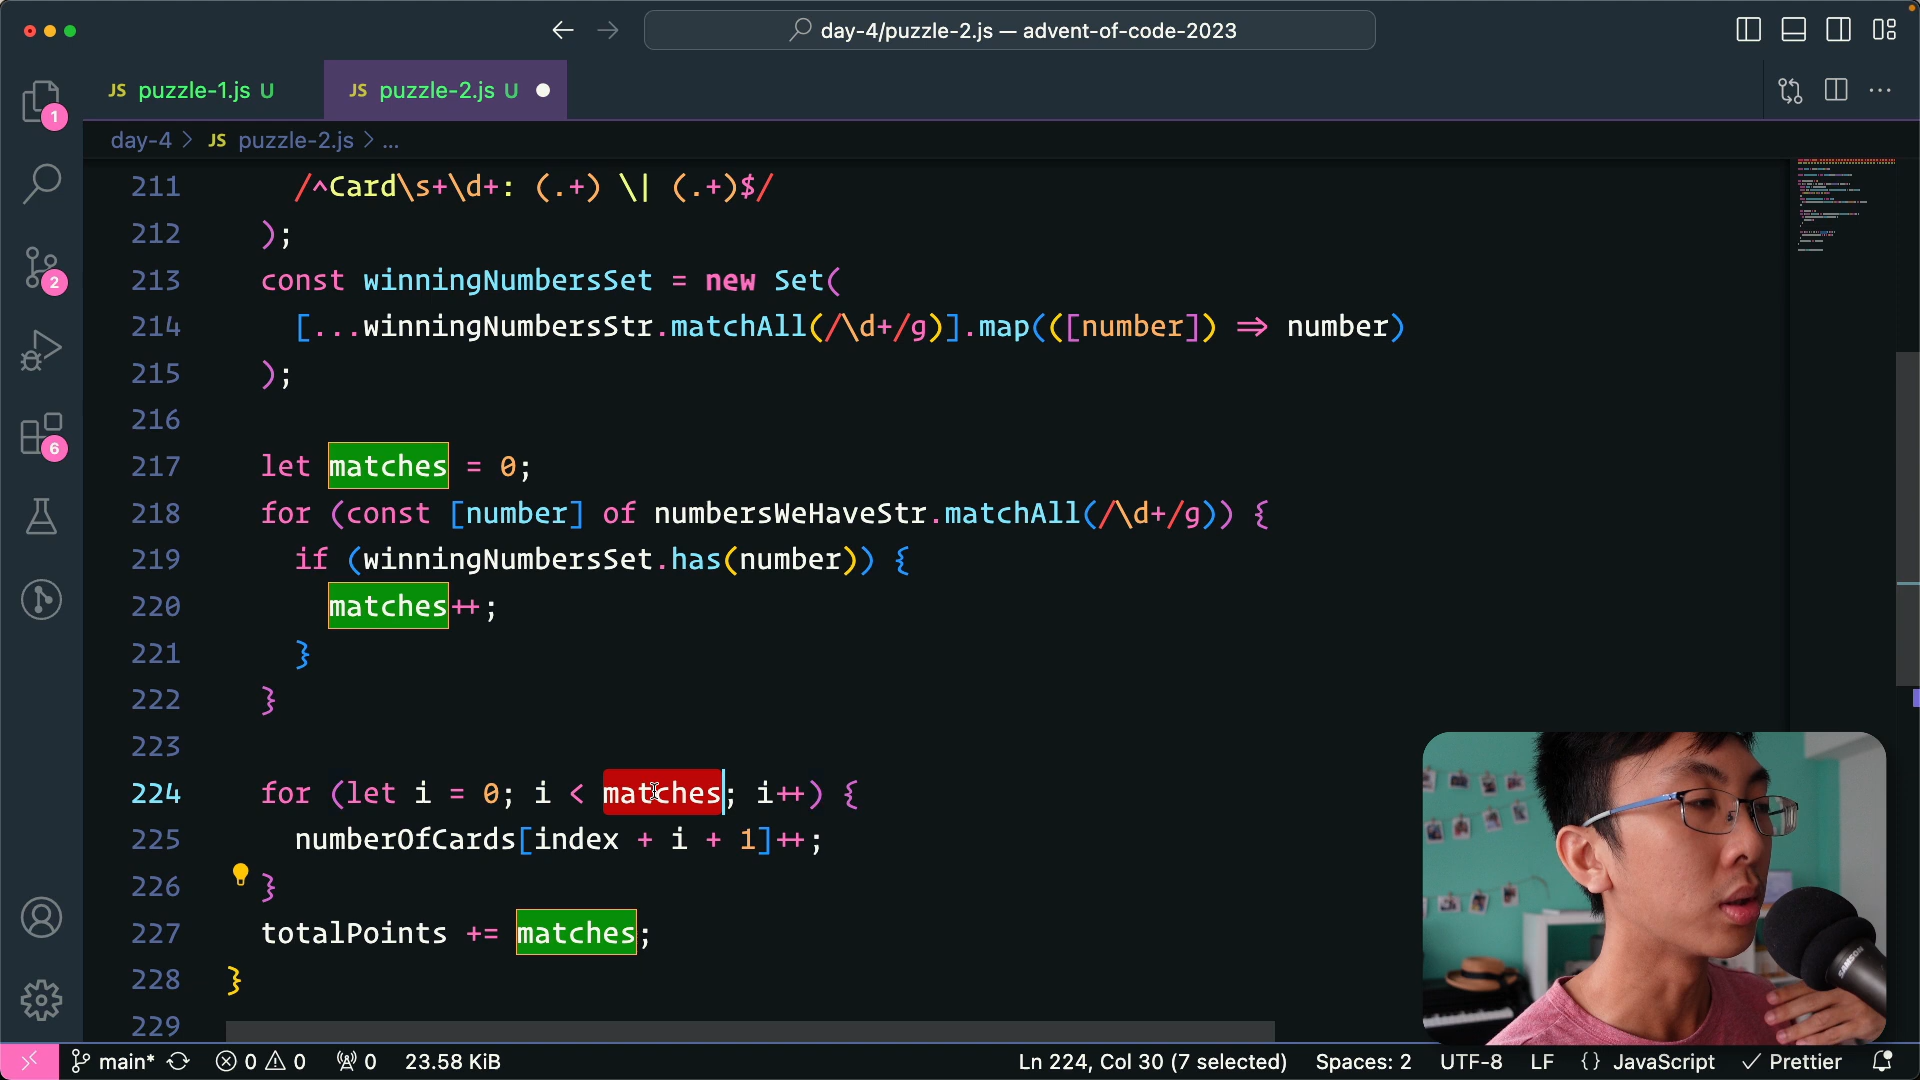 day-4/puzzle-2.js — advent-of-code-2023
JS puzzle-1.js U
JS puzzle-2.js U
day-4 > JS puzzle-2.js > ...
1
2
6
211 /^Card\s+\d+: (.+) \| (.+)$/
212 );
213 const winningNumbersSet = new Set(
214 [...winningNumbersStr.matchAll(/\d+/g)].map(([number]) => number)
215 );
216
217 let matches = 0;
218 for (const [number] of numbersWeHaveStr.matchAll(/\d+/g)) {
219 if (winningNumbersSet.has(number)) {
220 matches++;
221 }
222 }
223
224 for (let i = 0; i < matches; i++) {
225 numberOfCards[index + i + 1]++;
226 }
227 totalPoints += matches;
228 }
229
main* 0 0 0 23.58 KiB Ln 224, Col 30 (7 selected) Spaces: 2 UTF-8 LF {} JavaScript Prettier
SAMSON